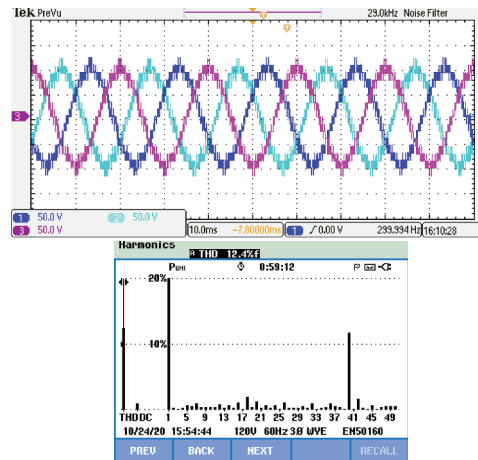 Tek PreVu 29.0kHz Noise Filter
3
1 50.0 V 2 50.0 V
3 50.0 V 10.0ms -7.80000ms 1 0.00 V 299.994 Hz 16:10:28
Harmonics
THD 12.4%f
0:59:12
20%
10%
THDDC 1 5 9 13 17 21 25 29 33 37 41 45 49
10/24/20 15:54:44 120V 60Hz 3Ø WYE EN50160
PREV BACK NEXT RECALL